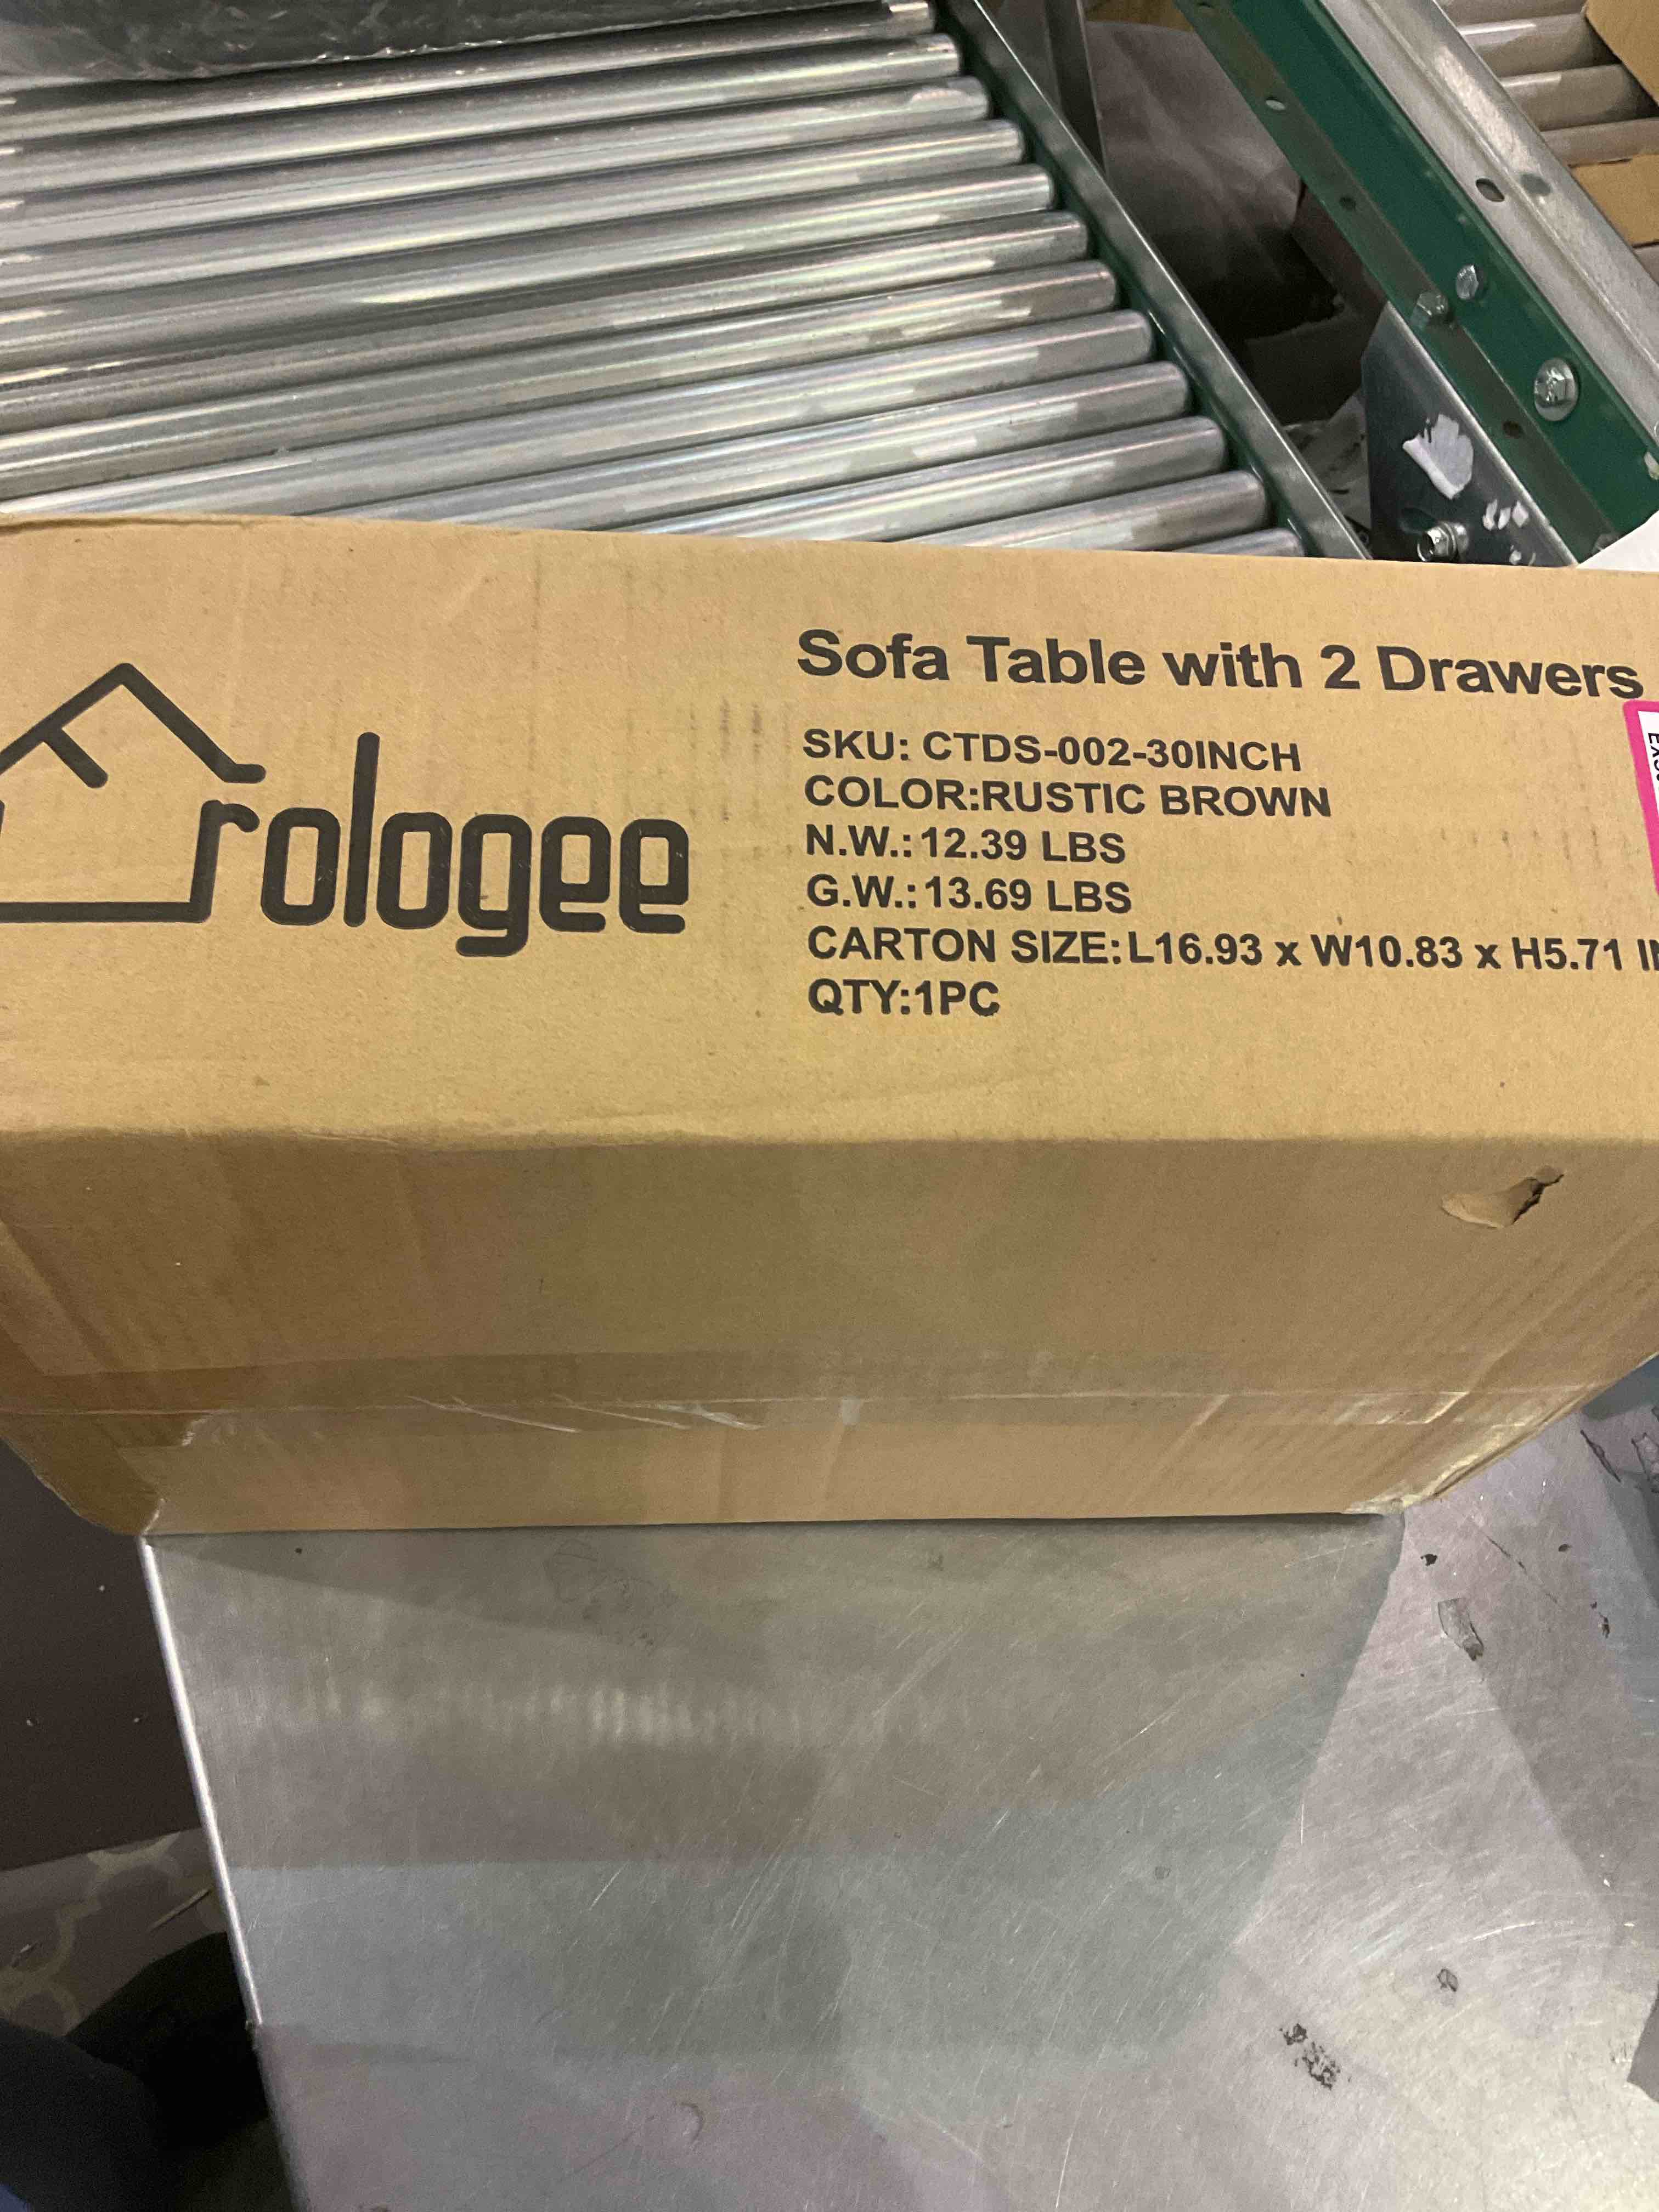 Frologee
Sofa Table with 2 Drawers
SKU: CTDS-002-30INCH
COLOR:RUSTIC BROWN
N.W.:12.39 LBS
G.W.:13.69 LBS
CARTON SIZE:L16.93 x W10.83 x H5.71
QTY:1PC